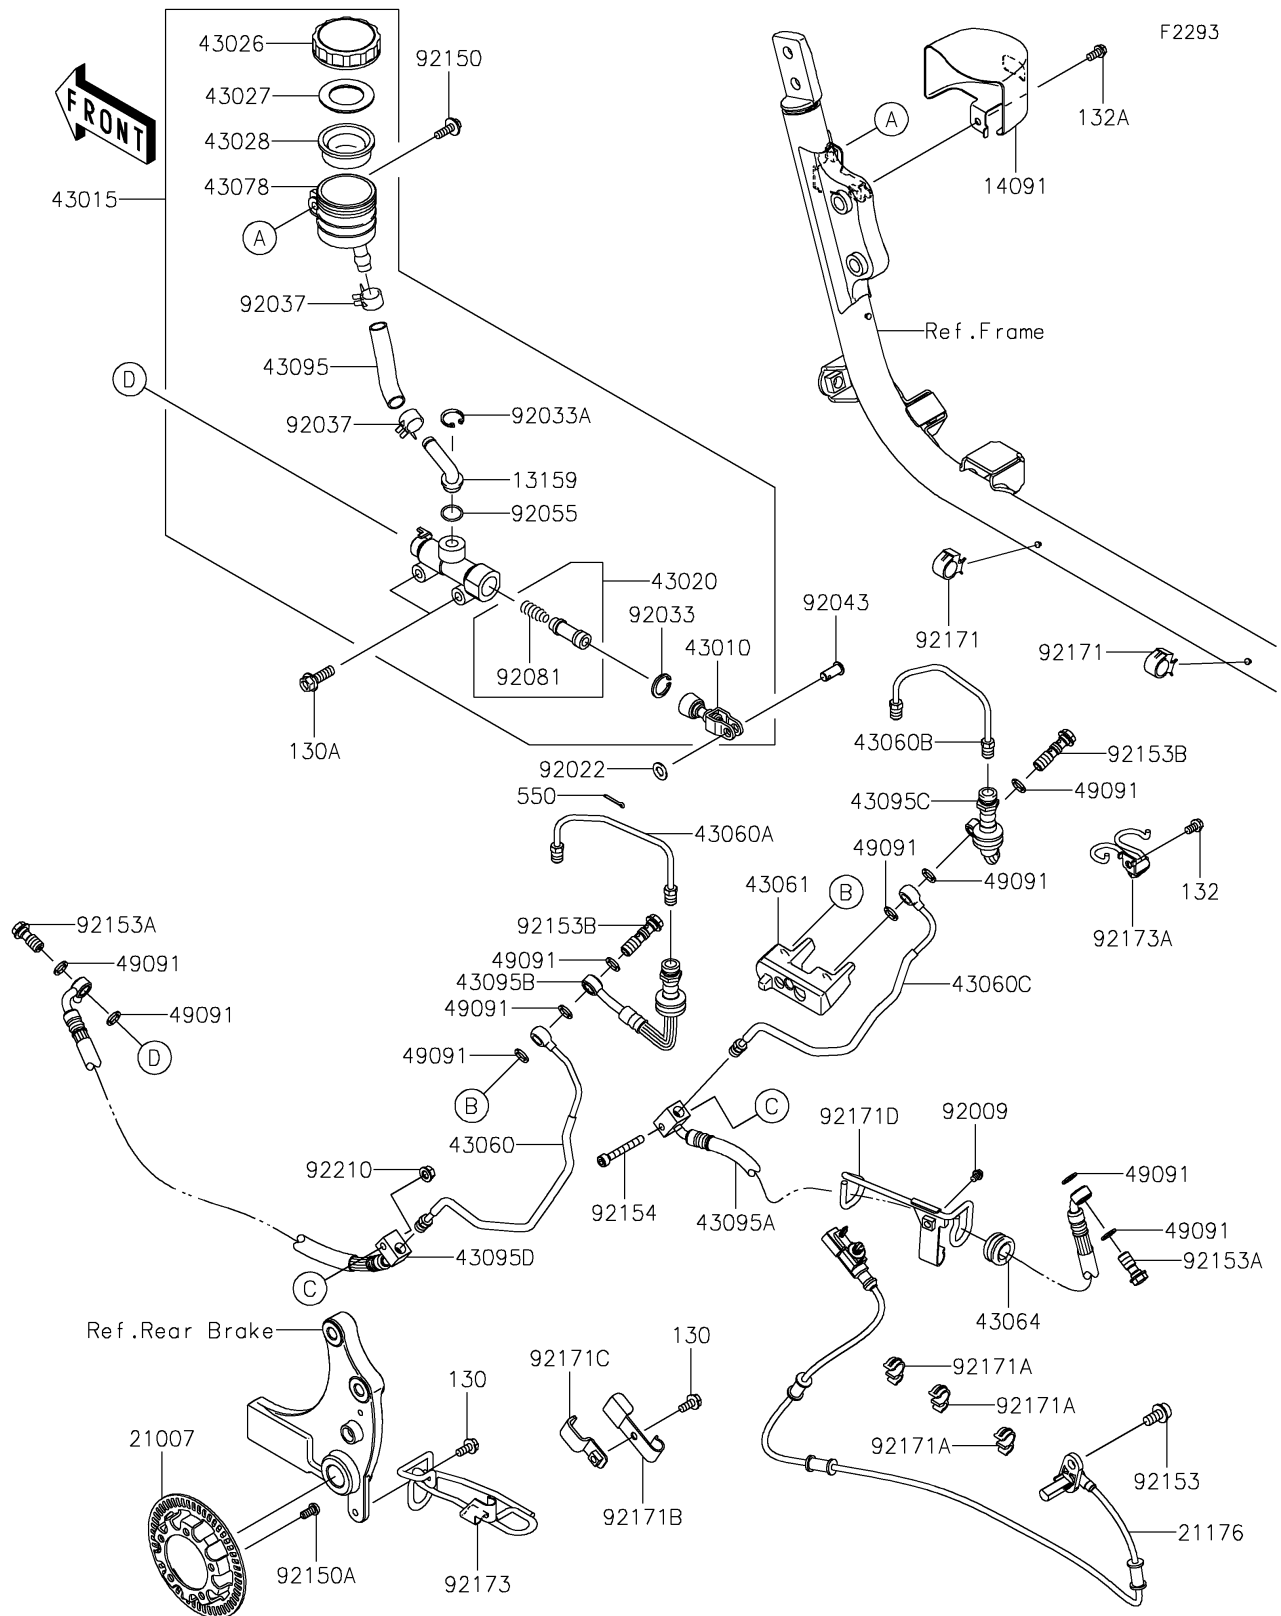 F2293
43026
92150
FRONT
43027
132A
A
43028
43078
14091
43015
A
92037
Ref.Frame
43095
D
92033A
92037
13159
92055
43020
92043
92033
43010
92171
92171
92081
130A
43060B
92153B
92022
550
43095C
49091
43060A
49091
43061
B
49091
132
92153A
92153B
92173A
49091
49091
43095B
43060C
49091
49091
D
49091
B
C
92171D
92009
43060
92210
49091
92154
43095A
49091
43095D
92153A
C
43064
Ref.Rear Brake
92171C
130
92171A
130
92171A
21007
92171A
92153
92171B
21176
92150A
92173